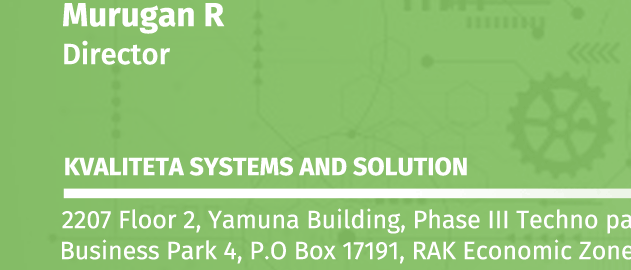 Murugan R
Director
KVALITETA SYSTEMS AND SOLUTION
2207 Floor 2, Yamuna Building, Phase III Techno pa
Business Park 4, P.O Box 17191, RAK Economic Zone